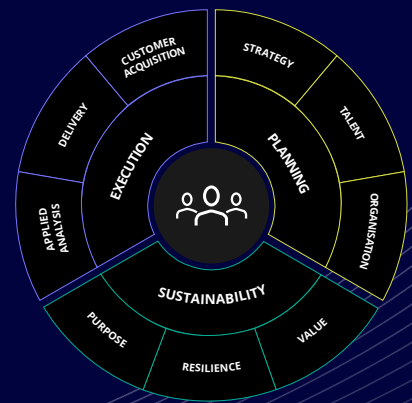 CUSTOMER
ACQUISITION
STRATEGY
DELIVERY
TALENT
EXECUTION
PLANNING
APPLIED
ANALYSIS
ORGANISATION
SUSTAINABILITY
PURPOSE
VALUE
RESILIENCE